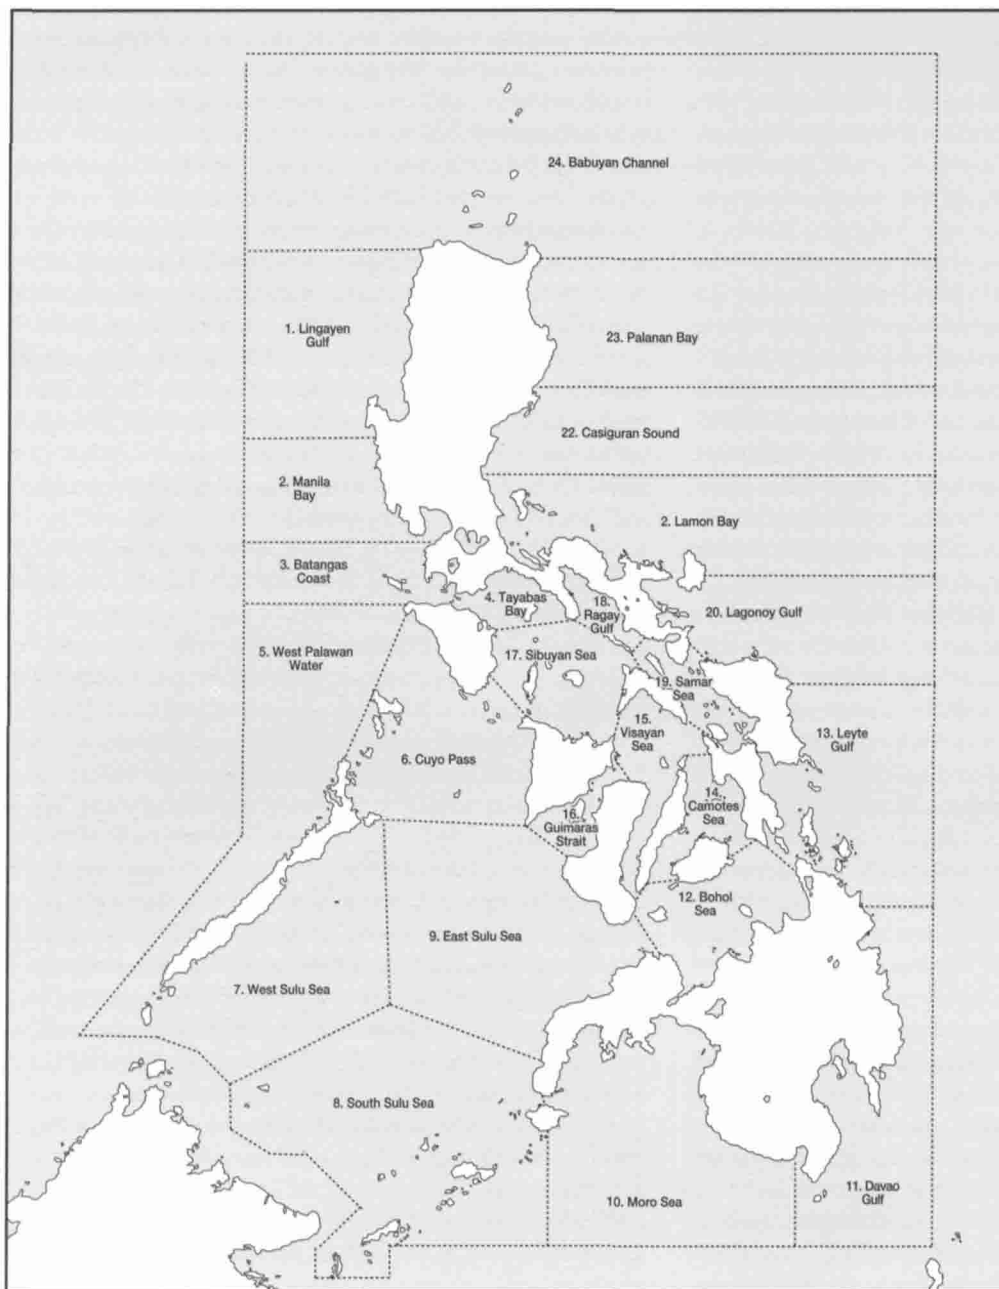 24. Babuyan Channel
1. Lingayen
Gulf
23. Palanan Bay
22. Casiguran Sound
2. Manila
Bay
2. Lamon Bay
3. Batangas
Coast
4. Tayabas
Bay
18.
Ragay
Gulf
20. Lagonoy Gulf
5. West Palawan
Water
17. Sibuyan Sea
19. Samar
Sea
15.
Visayan
Sea
13. Leyte
Gulf
6. Cuyo Pass
14.
Camotes
Sea
16.
Guimaras
Strait
12. Bohol
Sea
9. East Sulu Sea
7. West Sulu Sea
8. South Sulu Sea
10. Moro Sea
11. Davao
Gulf